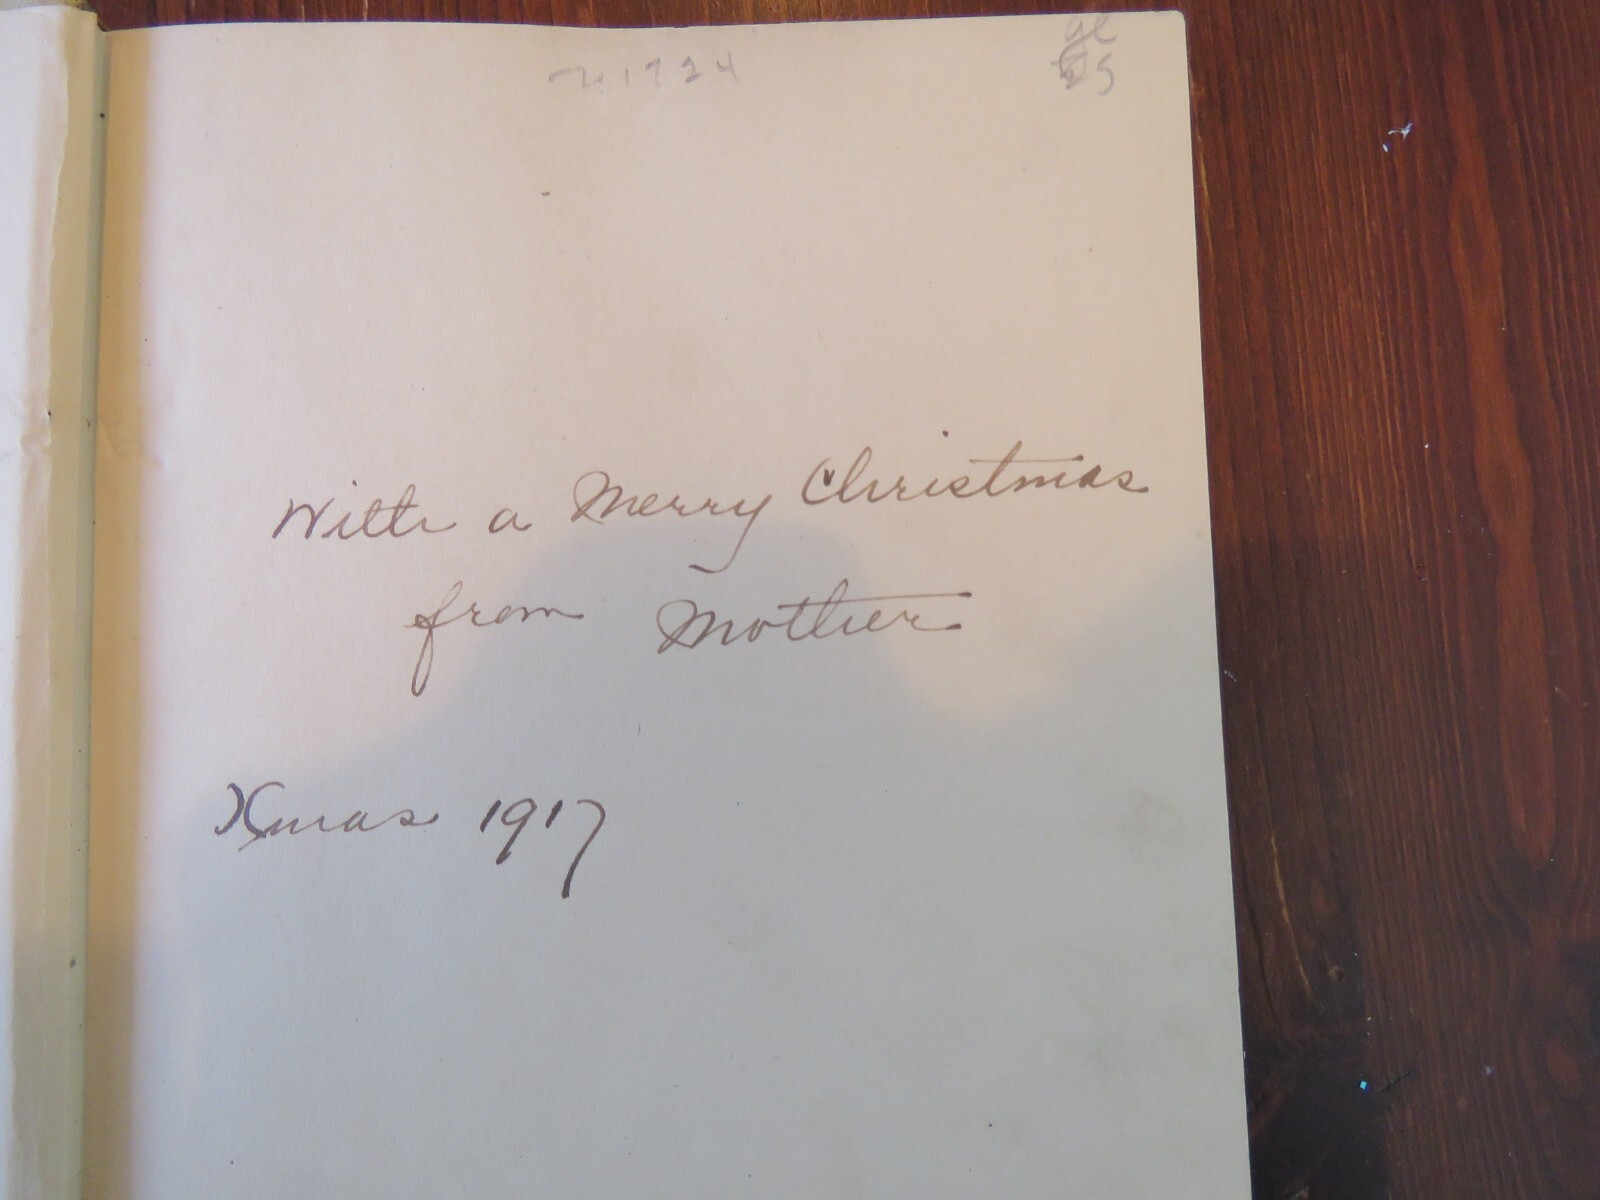 With a Merry Christmas
from Mother
Xmas 1917